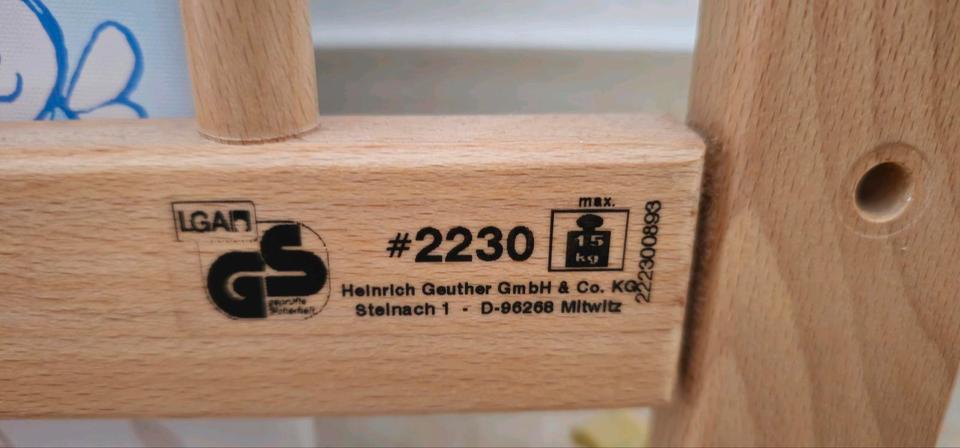 LGA
GS
geprüfte
Sicherheit
#2230
max.
15
kg
Heinrich Geuther GmbH & Co. KG
Steinach 1 - D-96268 Mitwitz
222300893